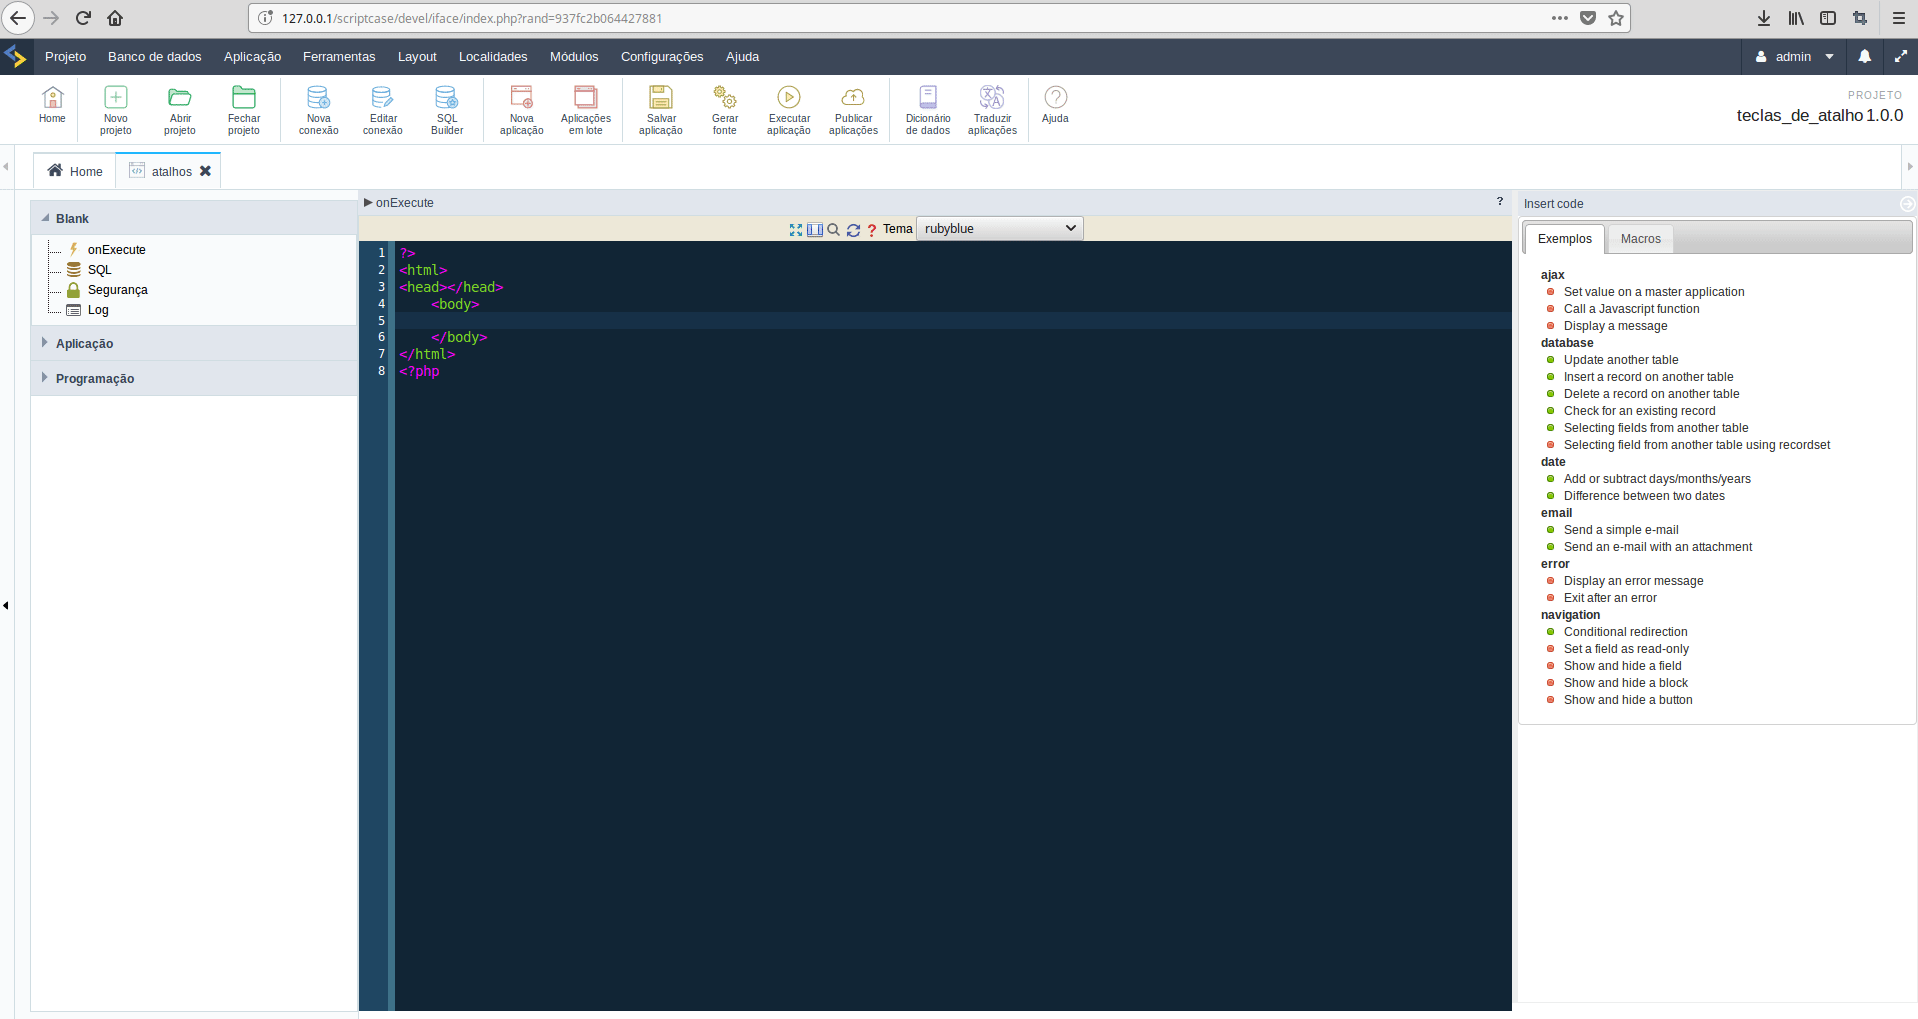 127.0.0.1/scriptcase/devel/iface/index.php?rand=937fc2b064427881
Projeto Banco de dados Aplicação Ferramentas Layout Localidades Módulos Configurações Ajuda admin
Home
Novo projeto
Abrir projeto
Fechar projeto
Nova conexão
Editar conexão
SQL Builder
Nova aplicação
Aplicações em lote
Salvar aplicação
Gerar fonte
Executar aplicação
Publicar aplicações
Dicionário de dados
Traduzir aplicações
Ajuda
PROJETO
teclas_de_atalho 1.0.0
Home
atalhos
Blank
onExecute
SQL
Segurança
Log
Aplicação
Programação
onExecute ?
? Tema rubyblue
1 ?>
2 <html>
3 <head></head>
4 <body>
5
6 </body>
7 </html>
8 <?php
Insert code
Exemplos Macros
ajax
Set value on a master application
Call a Javascript function
Display a message
database
Update another table
Insert a record on another table
Delete a record on another table
Check for an existing record
Selecting fields from another table
Selecting field from another table using recordset
date
Add or subtract days/months/years
Difference between two dates
email
Send a simple e-mail
Send an e-mail with an attachment
error
Display an error message
Exit after an error
navigation
Conditional redirection
Set a field as read-only
Show and hide a field
Show and hide a block
Show and hide a button